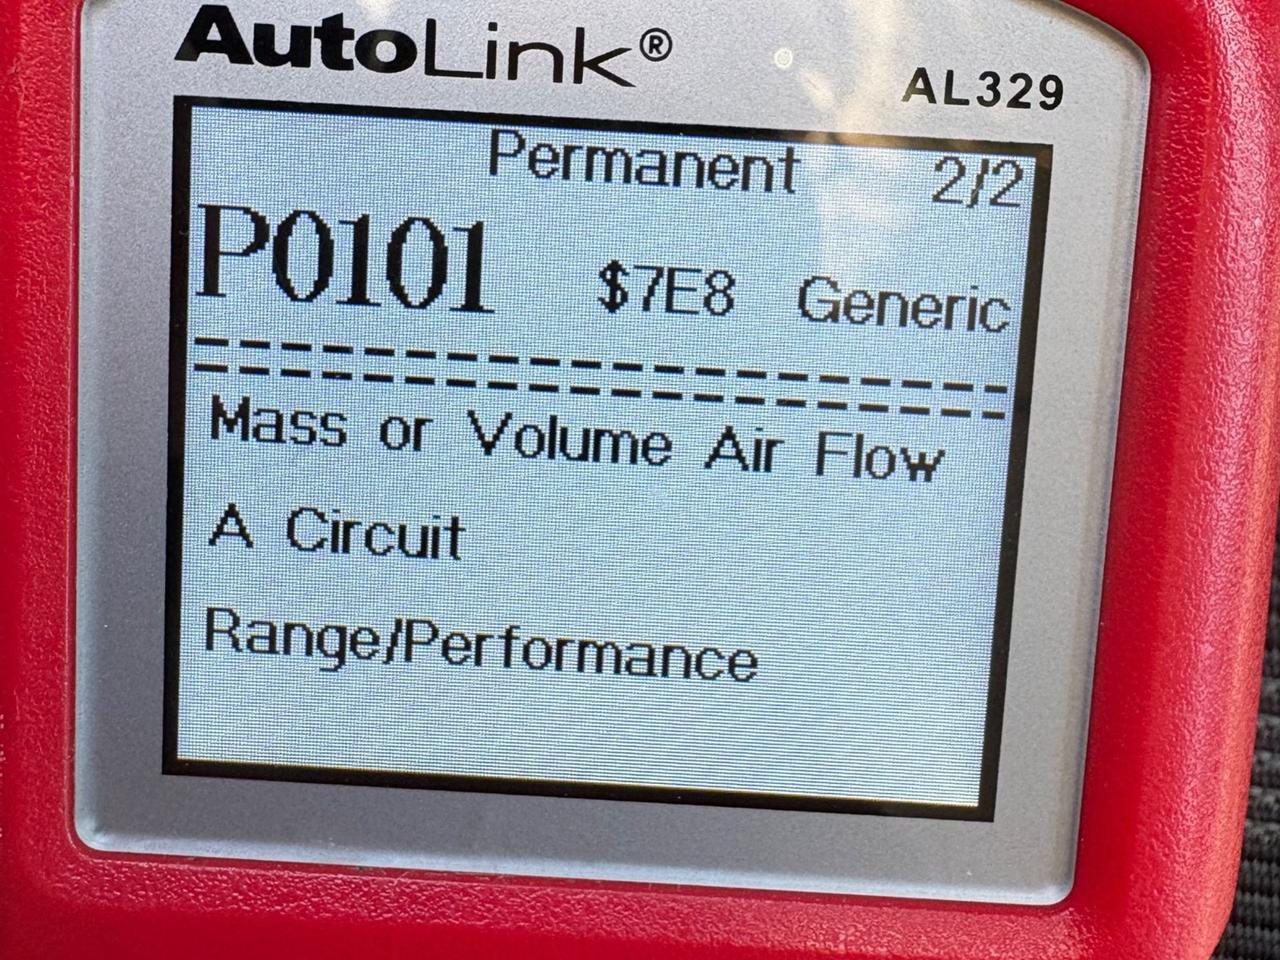 AutoLink®
AL329
Permanent 2/2
P0101 $7E8 Generic
Mass or Volume Air Flow
A Circuit
Range/Performance